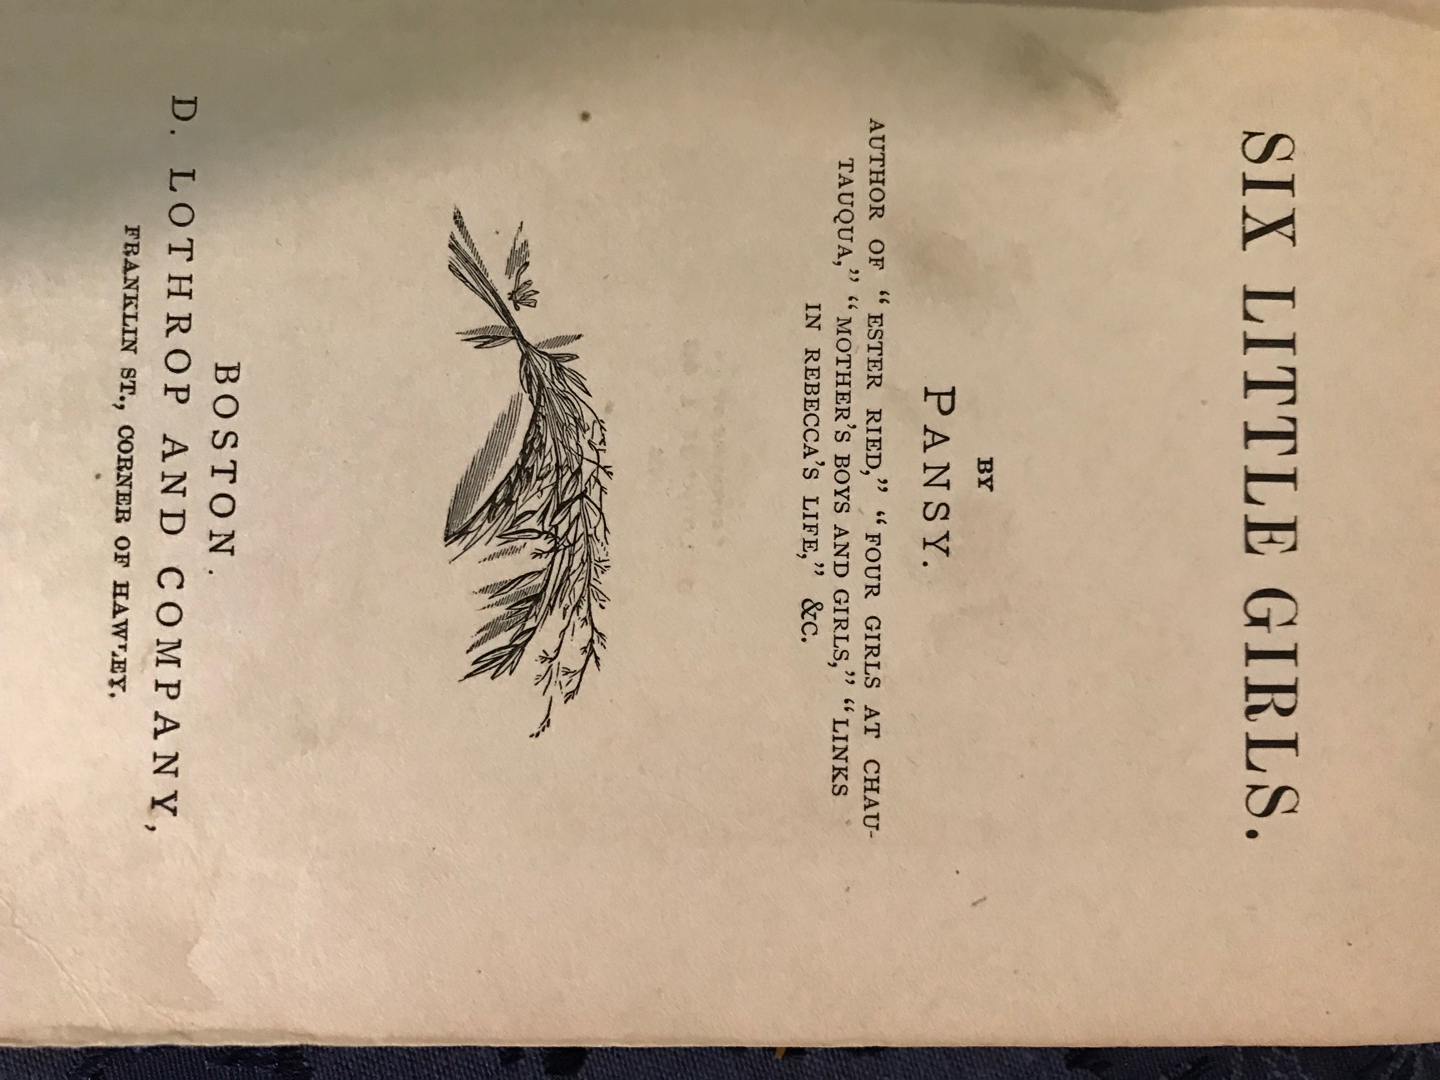 SIX LITTLE GIRLS.
BY
PANSY.
AUTHOR OF "ESTER RIED," "FOUR GIRLS AT CHAU-
TAUQUA," "MOTHER'S BOYS AND GIRLS," "LINKS
IN REBECCA'S LIFE," &C.
BOSTON.
D. LOTHROP AND COMPANY,
FRANKLIN ST., CORNER OF HAWLEY.